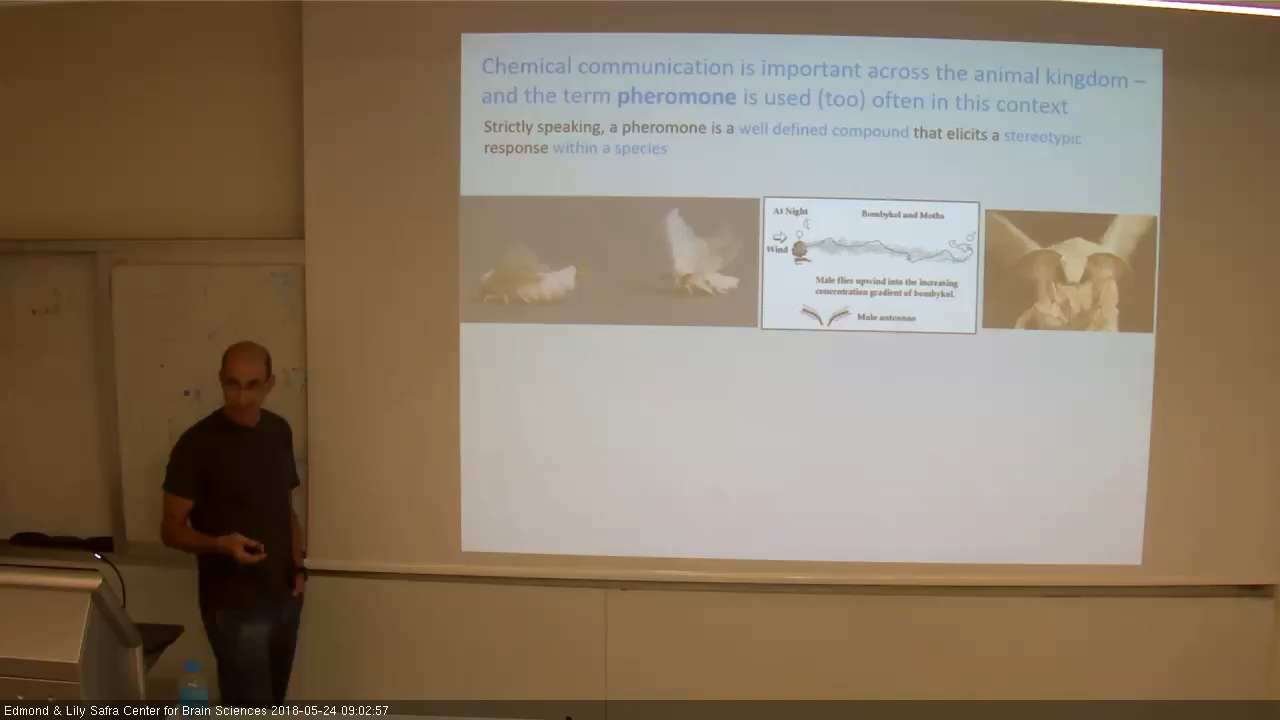 Chemical communication is important across the animal kingdom –
and the term pheromone is used (too) often in this context
Strictly speaking, a pheromone is a well defined compound that elicits a stereotypic
response within a species
At Night
Bombykol and Moths
Wind
Male flies upwind into the increasing
concentration gradient of bombykol.
Male antennae
Edmond & Lily Safra Center for Brain Sciences 2018-05-24 09:02:57